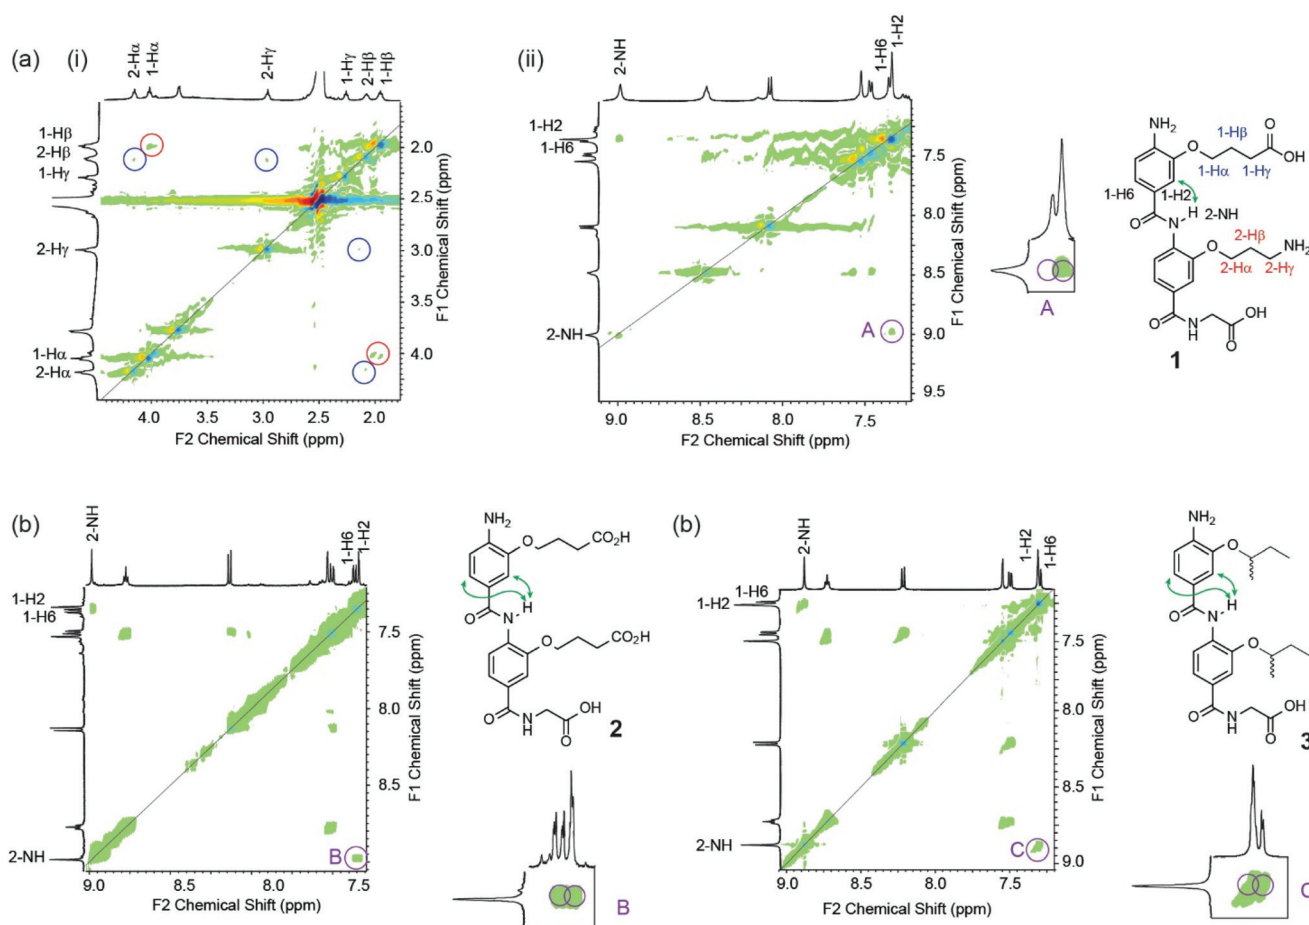 (a) (i)
2-Hα
1-Hα
2-Hγ
1-Hγ
2-Hβ
1-Hβ
1-Hβ
2-Hβ
1-Hγ
2-Hγ
1-Hα
2-Hα
2.0
2.5
3.0
3.5
4.0
F1 Chemical Shift (ppm)
4.0 3.0 2.5 2.0
F2 Chemical Shift (ppm)
(ii)
2-NH
1-H6
1-H2
1-H2
1-H6
2-NH
7.5
8.0
8.5
9.0
9.5
F1 Chemical Shift (ppm)
A
9.0 8.5 8.0 7.5
F2 Chemical Shift (ppm)
A
NH2
1-Hβ
O
O
OH
1-Hα 1-Hγ
1-H6
1-H2
H
2-NH
O
N
2-Hβ
O
NH2
2-Hα 2-Hγ
O
N
H
OH
O
1
(b)
2-NH
1-H6
1-H2
1-H2
1-H6
2-NH
7.5
8.0
8.5
F1 Chemical Shift (ppm)
B
9.0 8.5 8.0 7.5
F2 Chemical Shift (ppm)
NH2
O
CO2H
H
O
N
O
CO2H
O
N
H
OH
O
2
B
(b)
2-NH
1-H2
1-H6
1-H6
1-H2
2-NH
7.5
8.0
8.5
9.0
F1 Chemical Shift (ppm)
C
9.0 8.5 8.0 7.5
F2 Chemical Shift (ppm)
NH2
O
H
O
N
O
O
N
H
OH
O
3
C